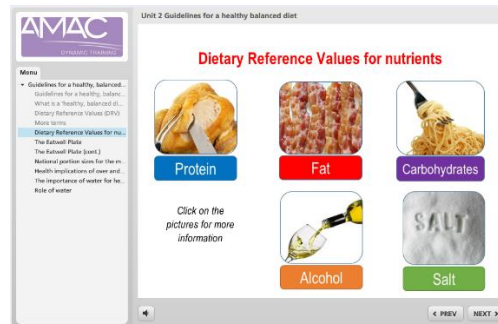 Unit 2 Guidelines for a healthy balanced diet
AMAC
DYNAMIC TRAINING
Menu
Guidelines for a healthy, balanced...
Guidelines for a healthy, balanc...
What is a 'healthy, balanced di...
Dietary Reference Values (DRV)
More terms
Dietary Reference Values for nu...
The Eatwell Plate
The Eatwell Plate (cont.)
National portion sizes for the m...
Health implications of over and...
The importance of water for he...
Role of water
Dietary Reference Values for nutrients
Protein
Fat
Carbohydrates
Click on the
pictures for more
information
Alcohol
SALT
Salt
< PREV
NEXT >